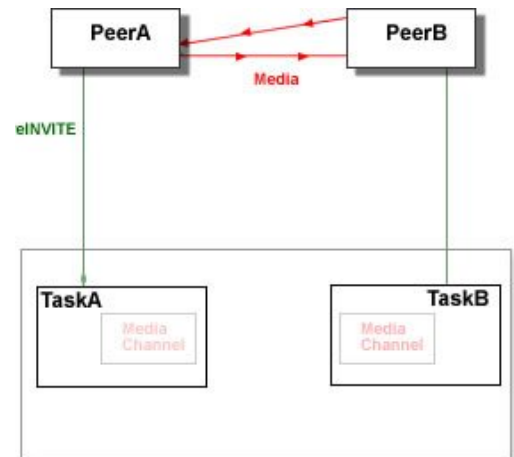 PeerA
PeerB
Media
eINVITE
TaskA
TaskB
Media
Channel
Media
Channel